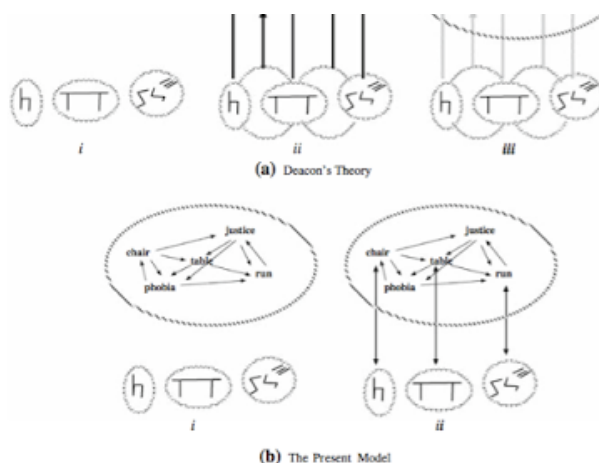 i ii iii
(a) Deacon's Theory
justice justice
chair chair
table table
run run
phobia phobia
i ii
(b) The Present Model